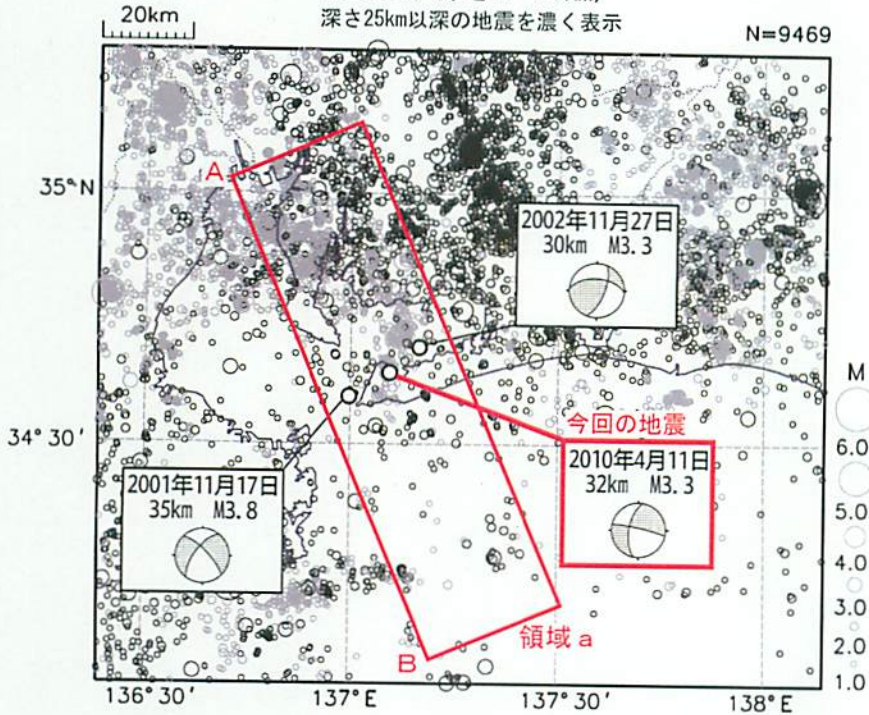 20km
深さ25km以深の地震を濃く表示
N=9469
A
35°N
2002年11月27日
30km M3.3
M
34°30′
今回の地震
6.0
2001年11月17日
35km M3.8
2010年4月11日
32km M3.3
5.0
4.0
3.0
領域a
2.0
B
1.0
136°30′
137°E
137°30′
138°E